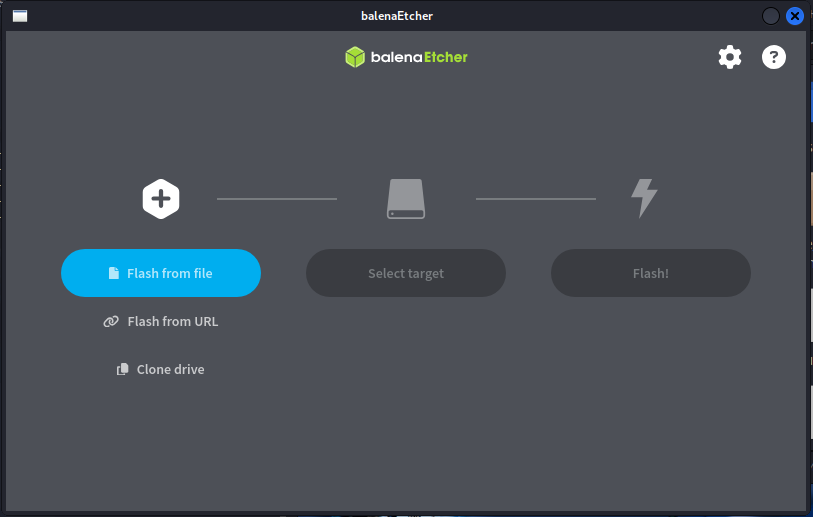 balenaEtcher
balenaEtcher
?
Flash from file
Select target
Flash!
Flash from URL
Clone drive